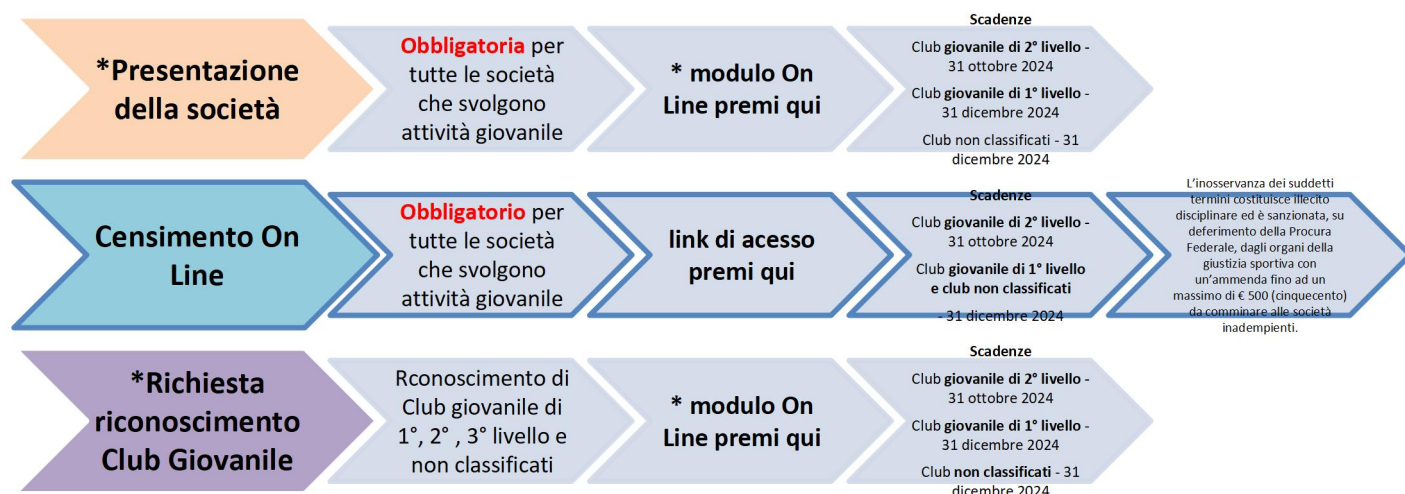 *Presentazione
della società
Obbligatoria per
tutte le società
che svolgono
attività giovanile
* modulo On
Line premi qui
Scadenze
Club giovanile di 2° livello -
31 ottobre 2024
Club giovanile di 1° livello -
31 dicembre 2024
Club non classificati - 31
dicembre 2024
Censimento On
Line
Obbligatorio per
tutte le società
che svolgono
attività giovanile
link di acesso
premi qui
Scadenze
Club giovanile di 2° livello -
31 ottobre 2024
Club giovanile di 1° livello
e club non classificati
- 31 dicembre 2024
L'inosservanza dei suddetti
termini costituisce illecito
disciplinare ed è sanzionata, su
deferimento della Procura
Federale, dagli organi della
giustizia sportiva con
un'ammenda fino ad un
massimo di € 500 (cinquecento)
da comminare alle società
inadempienti.
*Richiesta
riconoscimento
Club Giovanile
Rconoscimento di
Club giovanile di
1°, 2° , 3° livello e
non classificati
* modulo On
Line premi qui
Scadenze
Club giovanile di 2° livello -
31 ottobre 2024
Club giovanile di 1° livello -
31 dicembre 2024
Club non classificati - 31
dicembre 2024